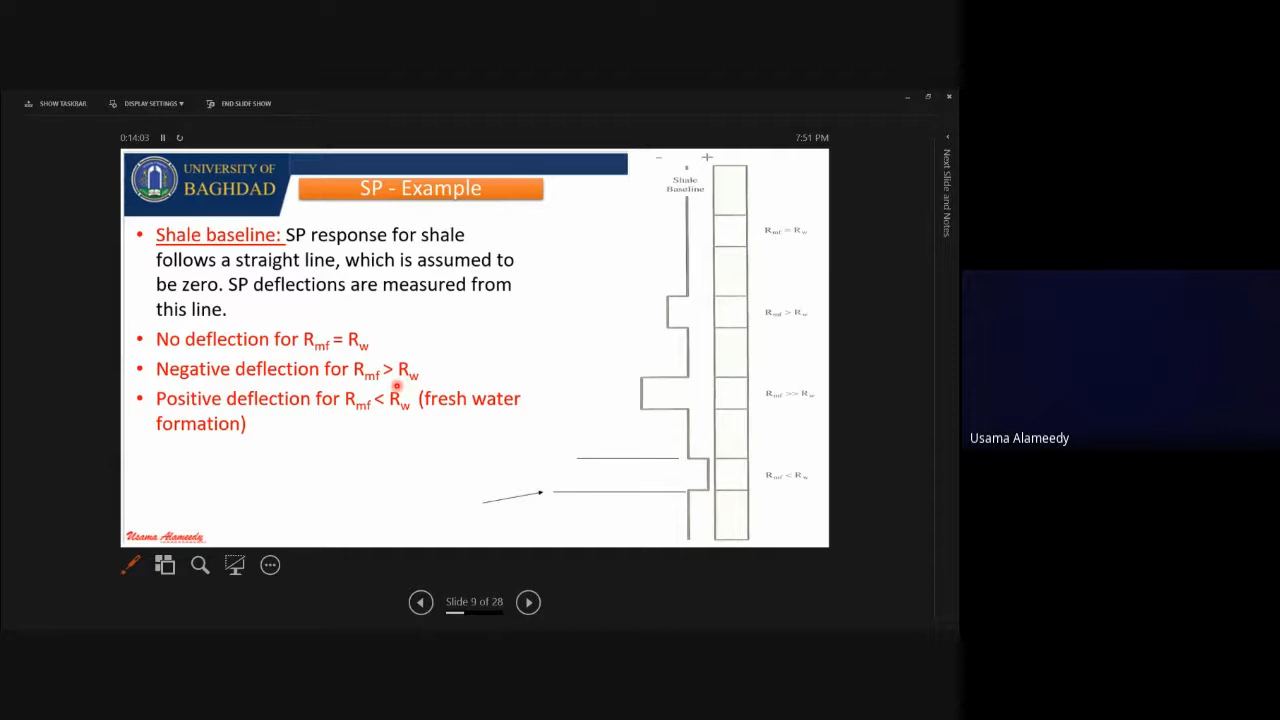 SHOW TASKBAR DISPLAY SETTINGS ▾ END SLIDE SHOW
0:14:03 7:51 PM
UNIVERSITY OF
BAGHDAD
SP - Example
• Shale baseline: SP response for shale
follows a straight line, which is assumed to
be zero. SP deflections are measured from
this line.
• No deflection for Rmf = Rw
• Negative deflection for Rmf > Rw
• Positive deflection for Rmf < Rw (fresh water
formation)
Usama Alameedy
− +
Shale
Baseline
Rmf = Rw
Rmf > Rw
Rmf >> Rw
Rmf < Rw
Slide 9 of 28
Next Slide and Notes
Usama Alameedy